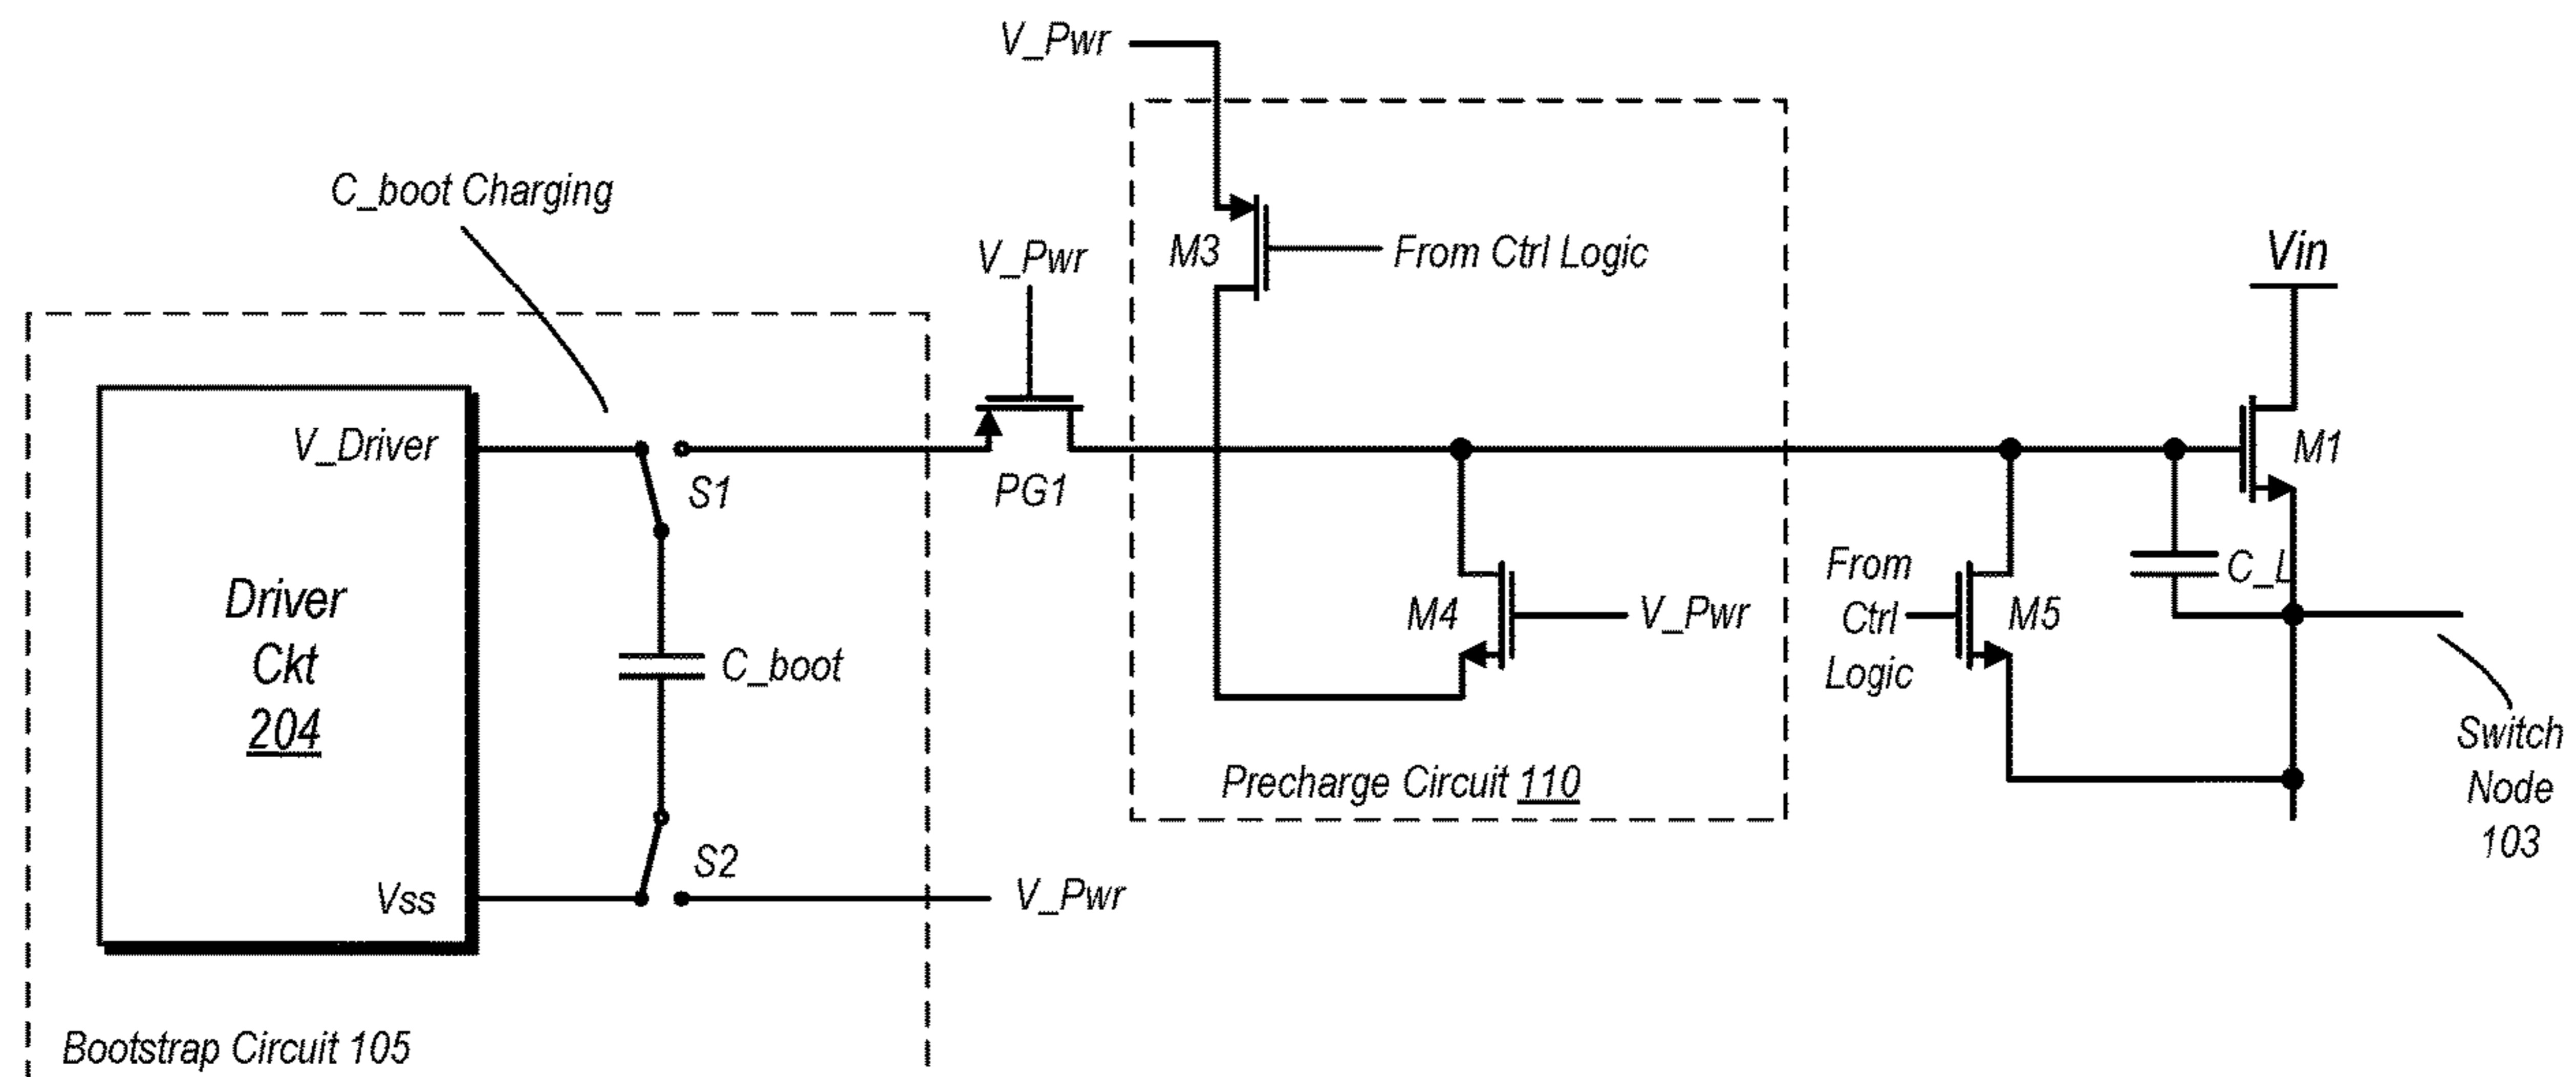 V_Pwr
C_boot Charging
V_Pwr
M3
From Ctrl Logic
Vin
V_Driver
S1
PG1
M1
Driver
Ckt
204
C_boot
M4
V_Pwr
From
Ctrl
Logic
M5
C_L
Switch
Node
103
Precharge Circuit 110
S2
Vss
V_Pwr
Bootstrap Circuit 105